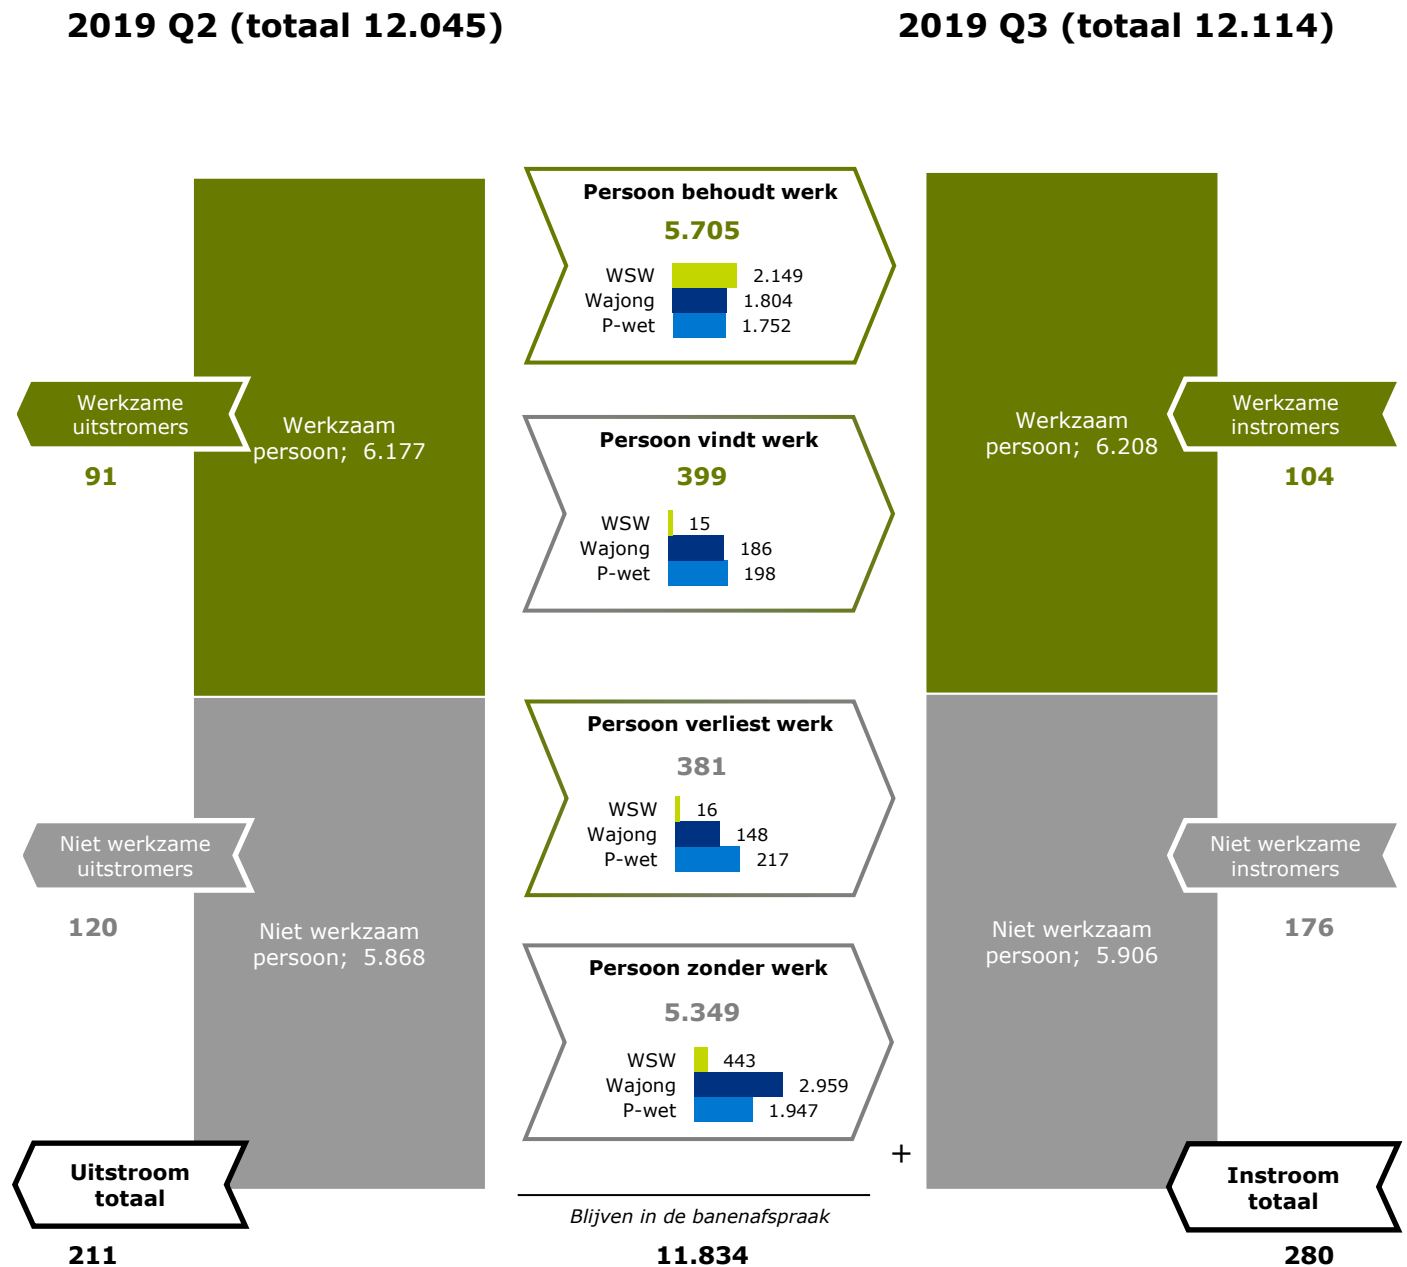 2019 Q2 (totaal 12.045)
2019 Q3 (totaal 12.114)
Persoon behoudt werk
5.705
WSW 2.149
Wajong 1.804
P-wet 1.752
Werkzame
uitstromers
91
Werkzaam
persoon; 6.177
Persoon vindt werk
399
WSW 15
Wajong 186
P-wet 198
Werkzaam
persoon; 6.208
Werkzame
instromers
104
Persoon verliest werk
381
WSW 16
Wajong 148
P-wet 217
Niet werkzame
uitstromers
120
Niet werkzaam
persoon; 5.868
Persoon zonder werk
5.349
WSW 443
Wajong 2.959
P-wet 1.947
Niet werkzaam
persoon; 5.906
Niet werkzame
instromers
176
+
Uitstroom
totaal
211
Blijven in de banenafspraak
11.834
Instroom
totaal
280